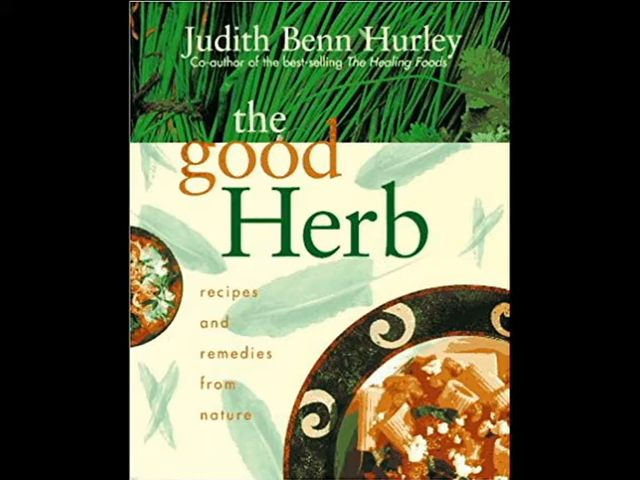 Judith Benn Hurley
Co-author of the best-selling The Healing Foods
the
good
Herb
recipes
and
remedies
from
nature